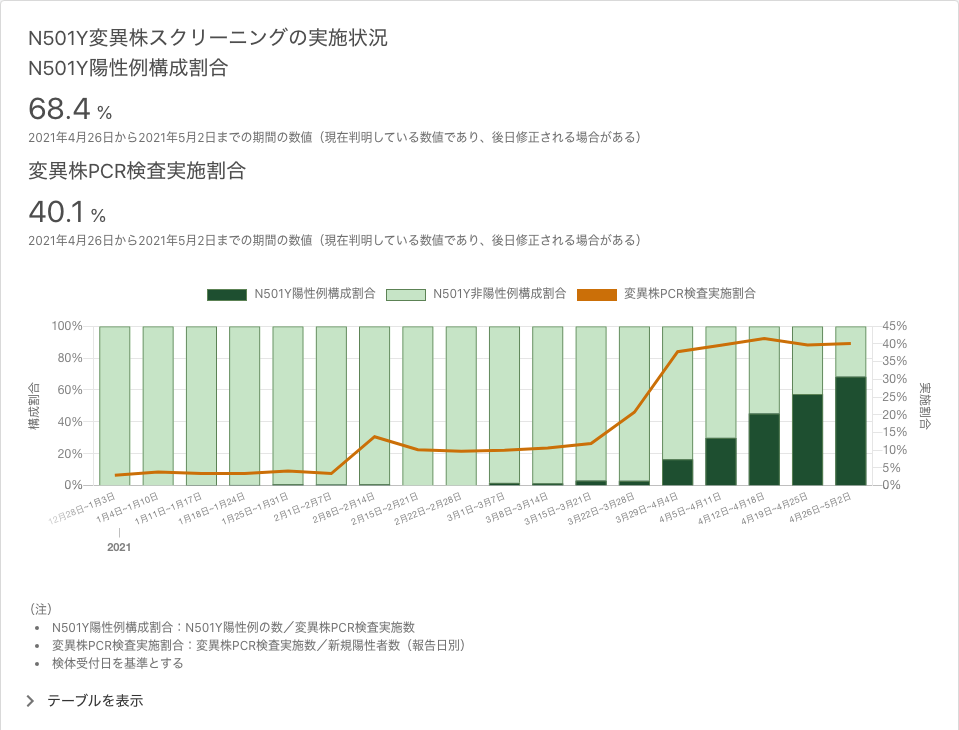 N501Y変異株スクリーニングの実施状況
N501Y陽性例構成割合
68.4 %
2021年4月26日から2021年5月2日までの期間の数値（現在判明している数値であり、後日修正される場合がある）
変異株PCR検査実施割合
40.1 %
2021年4月26日から2021年5月2日までの期間の数値（現在判明している数値であり、後日修正される場合がある）
N501Y陽性例構成割合 N501Y非陽性例構成割合 変異株PCR検査実施割合
構成割合
100%
80%
60%
40%
20%
0%
45%
40%
35%
30%
25%
20%
15%
10%
5%
0%
実施割合
12月28日~1月3日
1月4日~1月10日
1月11日~1月17日
1月18日~1月24日
1月25日~1月31日
2月1日~2月7日
2月8日~2月14日
2月15日~2月21日
2月22日~2月28日
3月1日~3月7日
3月8日~3月14日
3月15日~3月21日
3月22日~3月28日
3月29日~4月4日
4月5日~4月11日
4月12日~4月18日
4月19日~4月25日
4月26日~5月2日
2021
（注）
• N501Y陽性例構成割合：N501Y陽性例の数／変異株PCR検査実施数
• 変異株PCR検査実施割合：変異株PCR検査実施数／新規陽性者数（報告日別）
• 検体受付日を基準とする
テーブルを表示